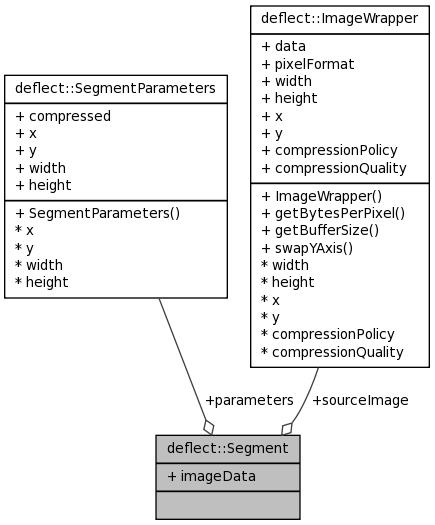 deflect::SegmentParameters
+ compressed
+ x
+ y
+ width
+ height
+ SegmentParameters()
* x
* y
* width
* height
deflect::ImageWrapper
+ data
+ pixelFormat
+ width
+ height
+ x
+ y
+ compressionPolicy
+ compressionQuality
+ ImageWrapper()
+ getBytesPerPixel()
+ getBufferSize()
+ swapYAxis()
* width
* height
* x
* y
* compressionPolicy
* compressionQuality
+parameters
+sourceImage
deflect::Segment
+ imageData